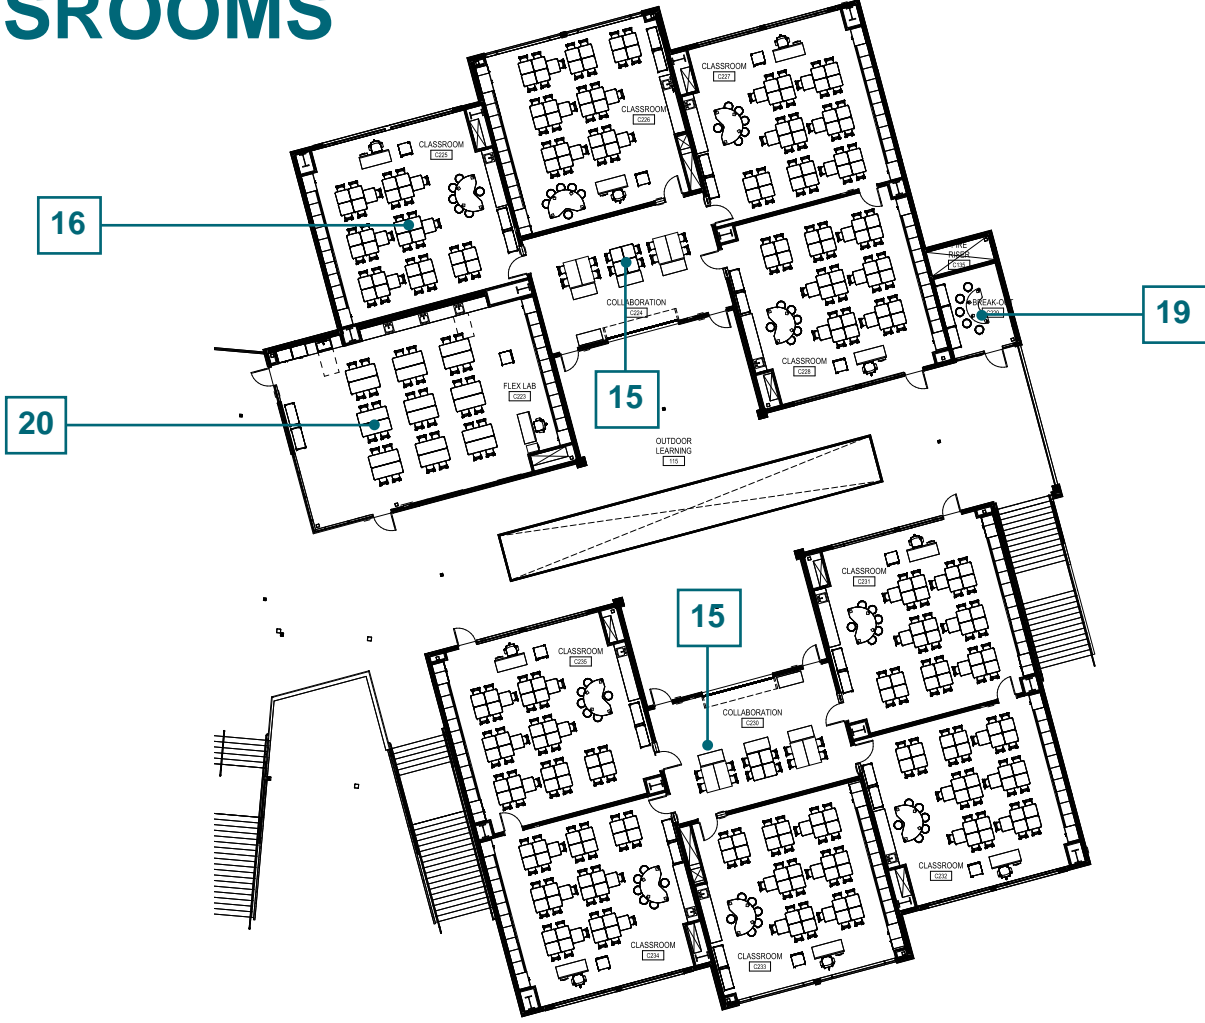 SROOMS
CLASSROOM
C227
CLASSROOM
C226
CLASSROOM
C225
16
15
COLLABORATION
C224
RISER
C135
BREAK-OUT
19
CLASSROOM
C228
FLEX LAB
C223
20
OUTDOOR
LEARNING
115
CLASSROOM
C231
15
CLASSROOM
C235
COLLABORATION
C230
CLASSROOM
C232
CLASSROOM
C234
CLASSROOM
C233